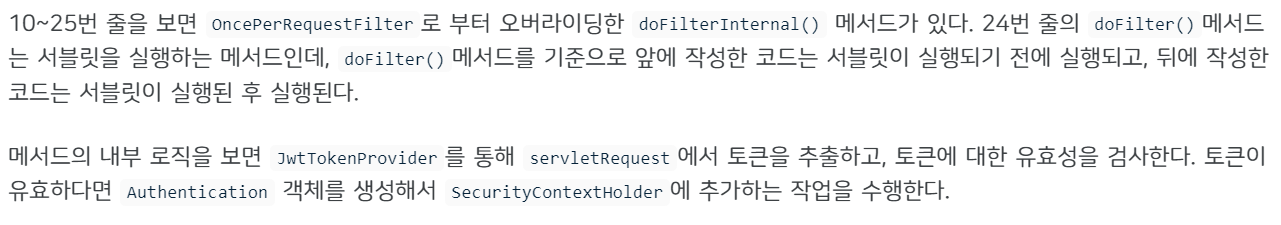 10~25번 줄을 보면 OncePerRequestFilter 로 부터 오버라이딩한 doFilterInternal() 메서드가 있다. 24번 줄의 doFilter() 메서드
는 서블릿을 실행하는 메서드인데, doFilter() 메서드를 기준으로 앞에 작성한 코드는 서블릿이 실행되기 전에 실행되고, 뒤에 작성한
코드는 서블릿이 실행된 후 실행된다.
메서드의 내부 로직을 보면 JwtTokenProvider 를 통해 servletRequest 에서 토큰을 추출하고, 토큰에 대한 유효성을 검사한다. 토큰이
유효하다면 Authentication 객체를 생성해서 SecurityContextHolder 에 추가하는 작업을 수행한다.